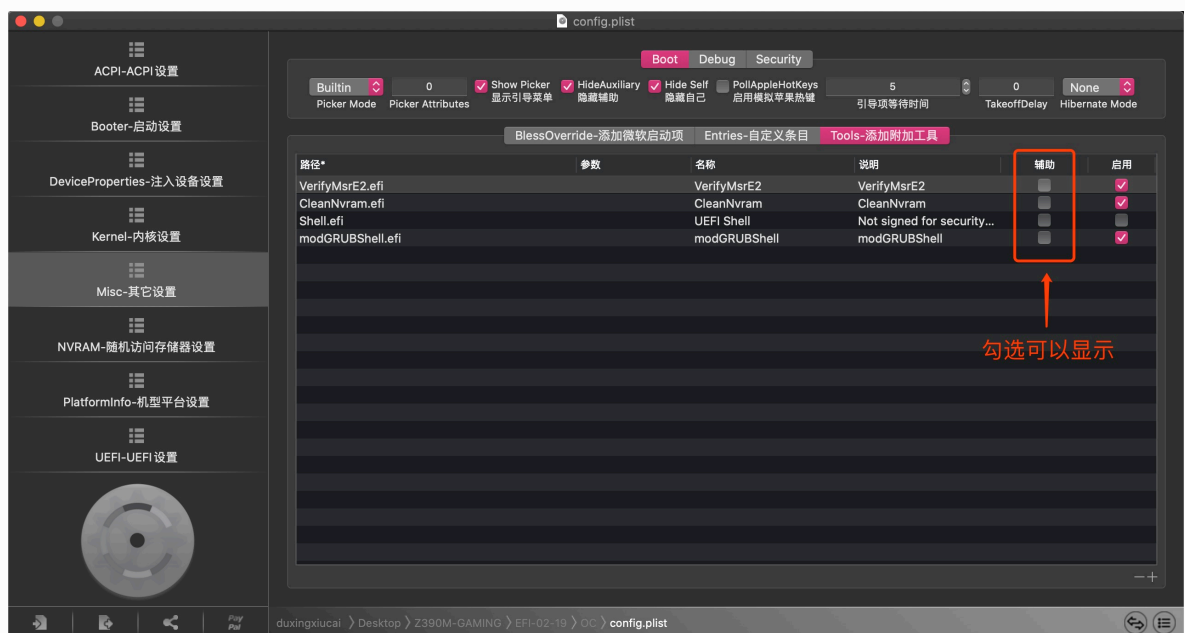 config.plist
ACPI-ACPI设置
Booter-启动设置
DeviceProperties-注入设备设置
Kernel-内核设置
Misc-其它设置
NVRAM-随机访问存储器设置
PlatformInfo-机型平台设置
UEFI-UEFI设置
Boot Debug Security
Builtin 0 Show Picker HideAuxiliary Hide Self PollAppleHotKeys 5 0 None
Picker Mode Picker Attributes 显示引导菜单 隐藏辅助 隐藏自己 启用模拟苹果热键 引导项等待时间 TakeoffDelay Hibernate Mode
BlessOverride-添加微软启动项 Entries-自定义条目 Tools-添加附加工具
路径* 参数 名称 说明 辅助 启用
VerifyMsrE2.efi VerifyMsrE2 VerifyMsrE2
CleanNvram.efi CleanNvram CleanNvram
Shell.efi UEFI Shell Not signed for security...
modGRUBShell.efi modGRUBShell modGRUBShell
勾选可以显示
PayPal
duxingxiucai 〉Desktop 〉Z390M-GAMING 〉EFI-02-19 〉OC 〉config.plist